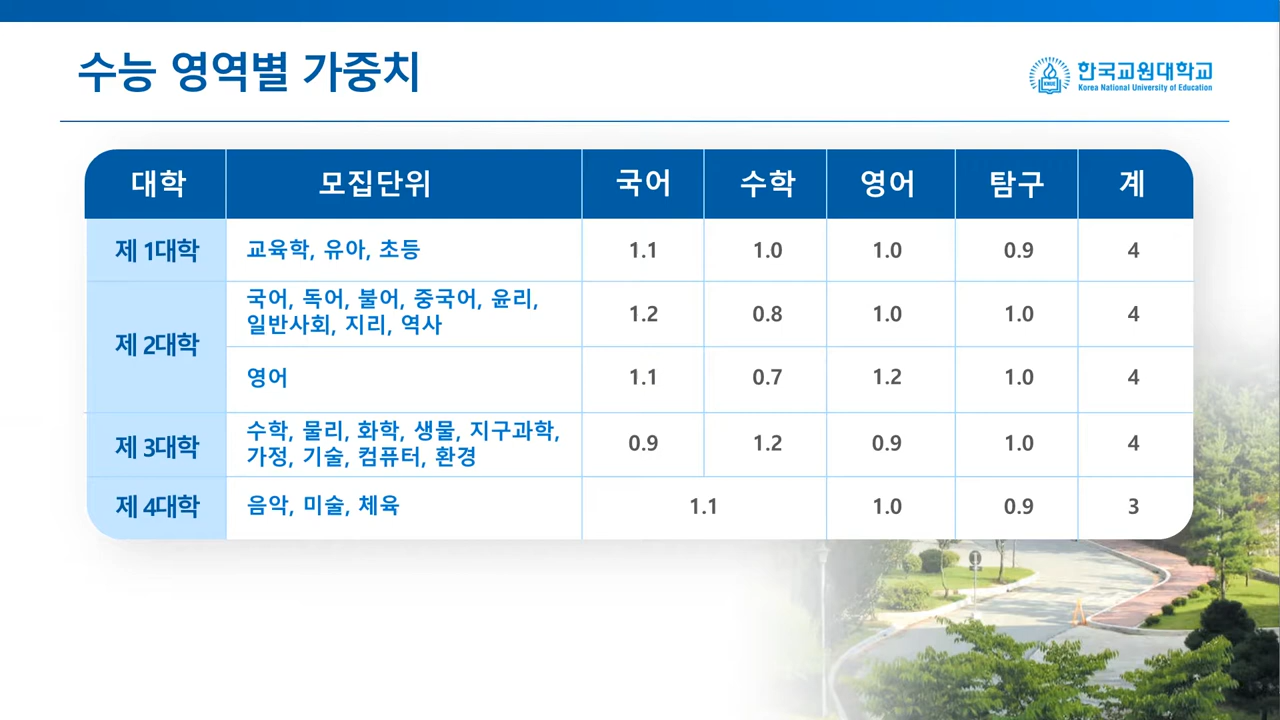 수능 영역별 가중치
한국교원대학교
Korea National University of Education
대학 모집단위 국어 수학 영어 탐구 계
제 1대학 교육학, 유아, 초등 1.1 1.0 1.0 0.9 4
제 2대학
국어, 독어, 불어, 중국어, 윤리,
일반사회, 지리, 역사
1.2 0.8 1.0 1.0 4
영어 1.1 0.7 1.2 1.0 4
제 3대학
수학, 물리, 화학, 생물, 지구과학,
가정, 기술, 컴퓨터, 환경
0.9 1.2 0.9 1.0 4
제 4대학 음악, 미술, 체육 1.1 1.0 0.9 3